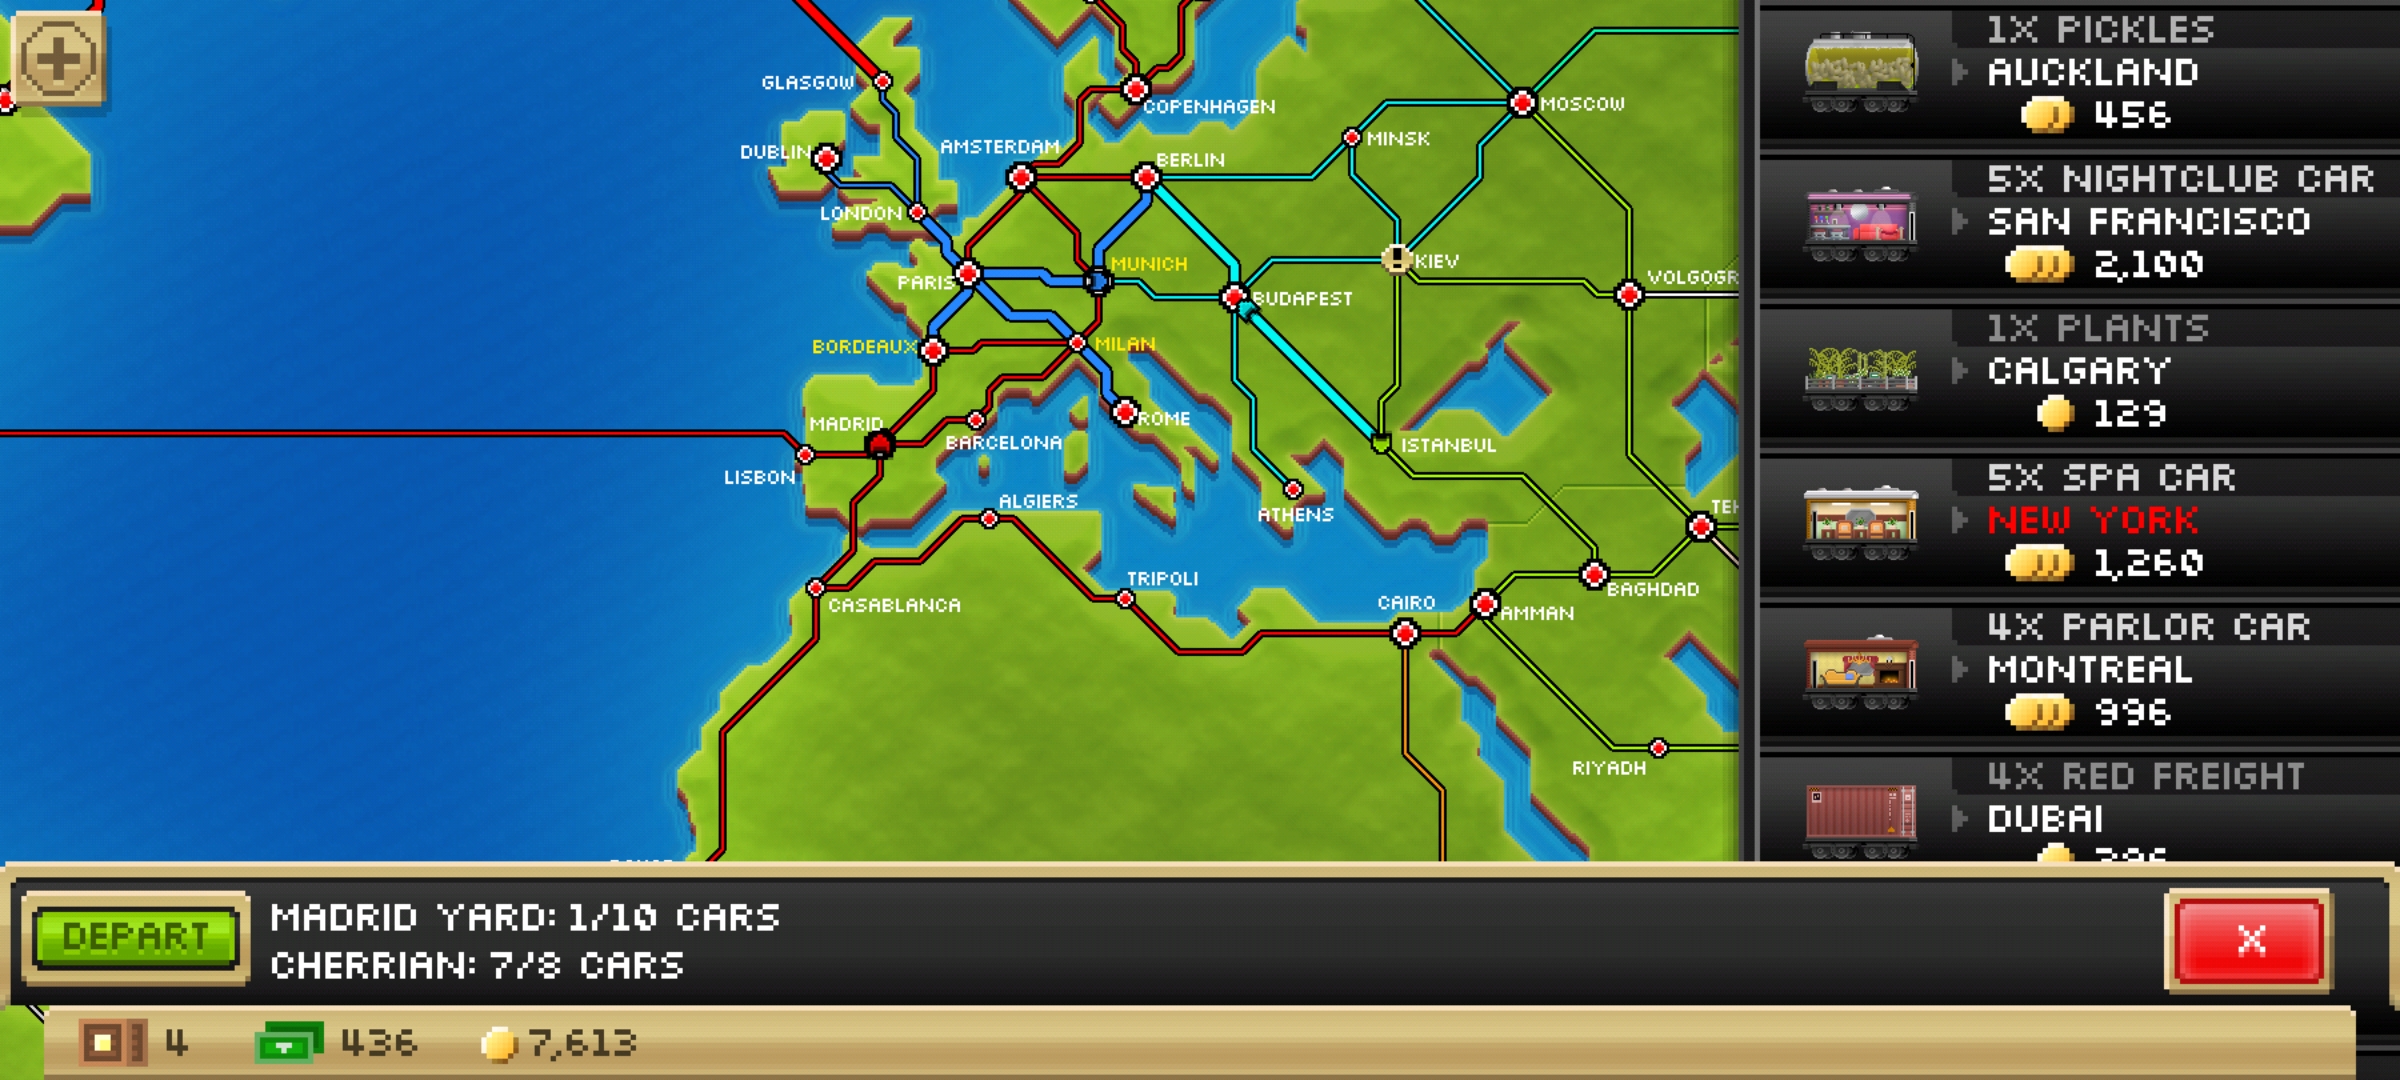 GLASGOW
COPENHAGEN
MOSCOW
MINSK
DUBLIN
AMSTERDAM
BERLIN
LONDON
PARIS
MUNICH
KIEV
BUDAPEST
VOLGOGR
BORDEAUX
MILAN
MADRID
ROME
BARCELONA
ISTANBUL
LISBON
ALGIERS
ATHENS
TEH
TRIPOLI
CASABLANCA
CAIRO
AMMAN
BAGHDAD
RIYADH
1X PICKLES
AUCKLAND
456
5X NIGHTCLUB CAR
SAN FRANCISCO
2,100
1X PLANTS
CALGARY
129
5X SPA CAR
NEW YORK
1,260
4X PARLOR CAR
MONTREAL
996
4X RED FREIGHT
DUBAI
DEPART
MADRID YARD: 1/10 CARS
CHERRIAN: 7/8 CARS
X
4
436
7,613